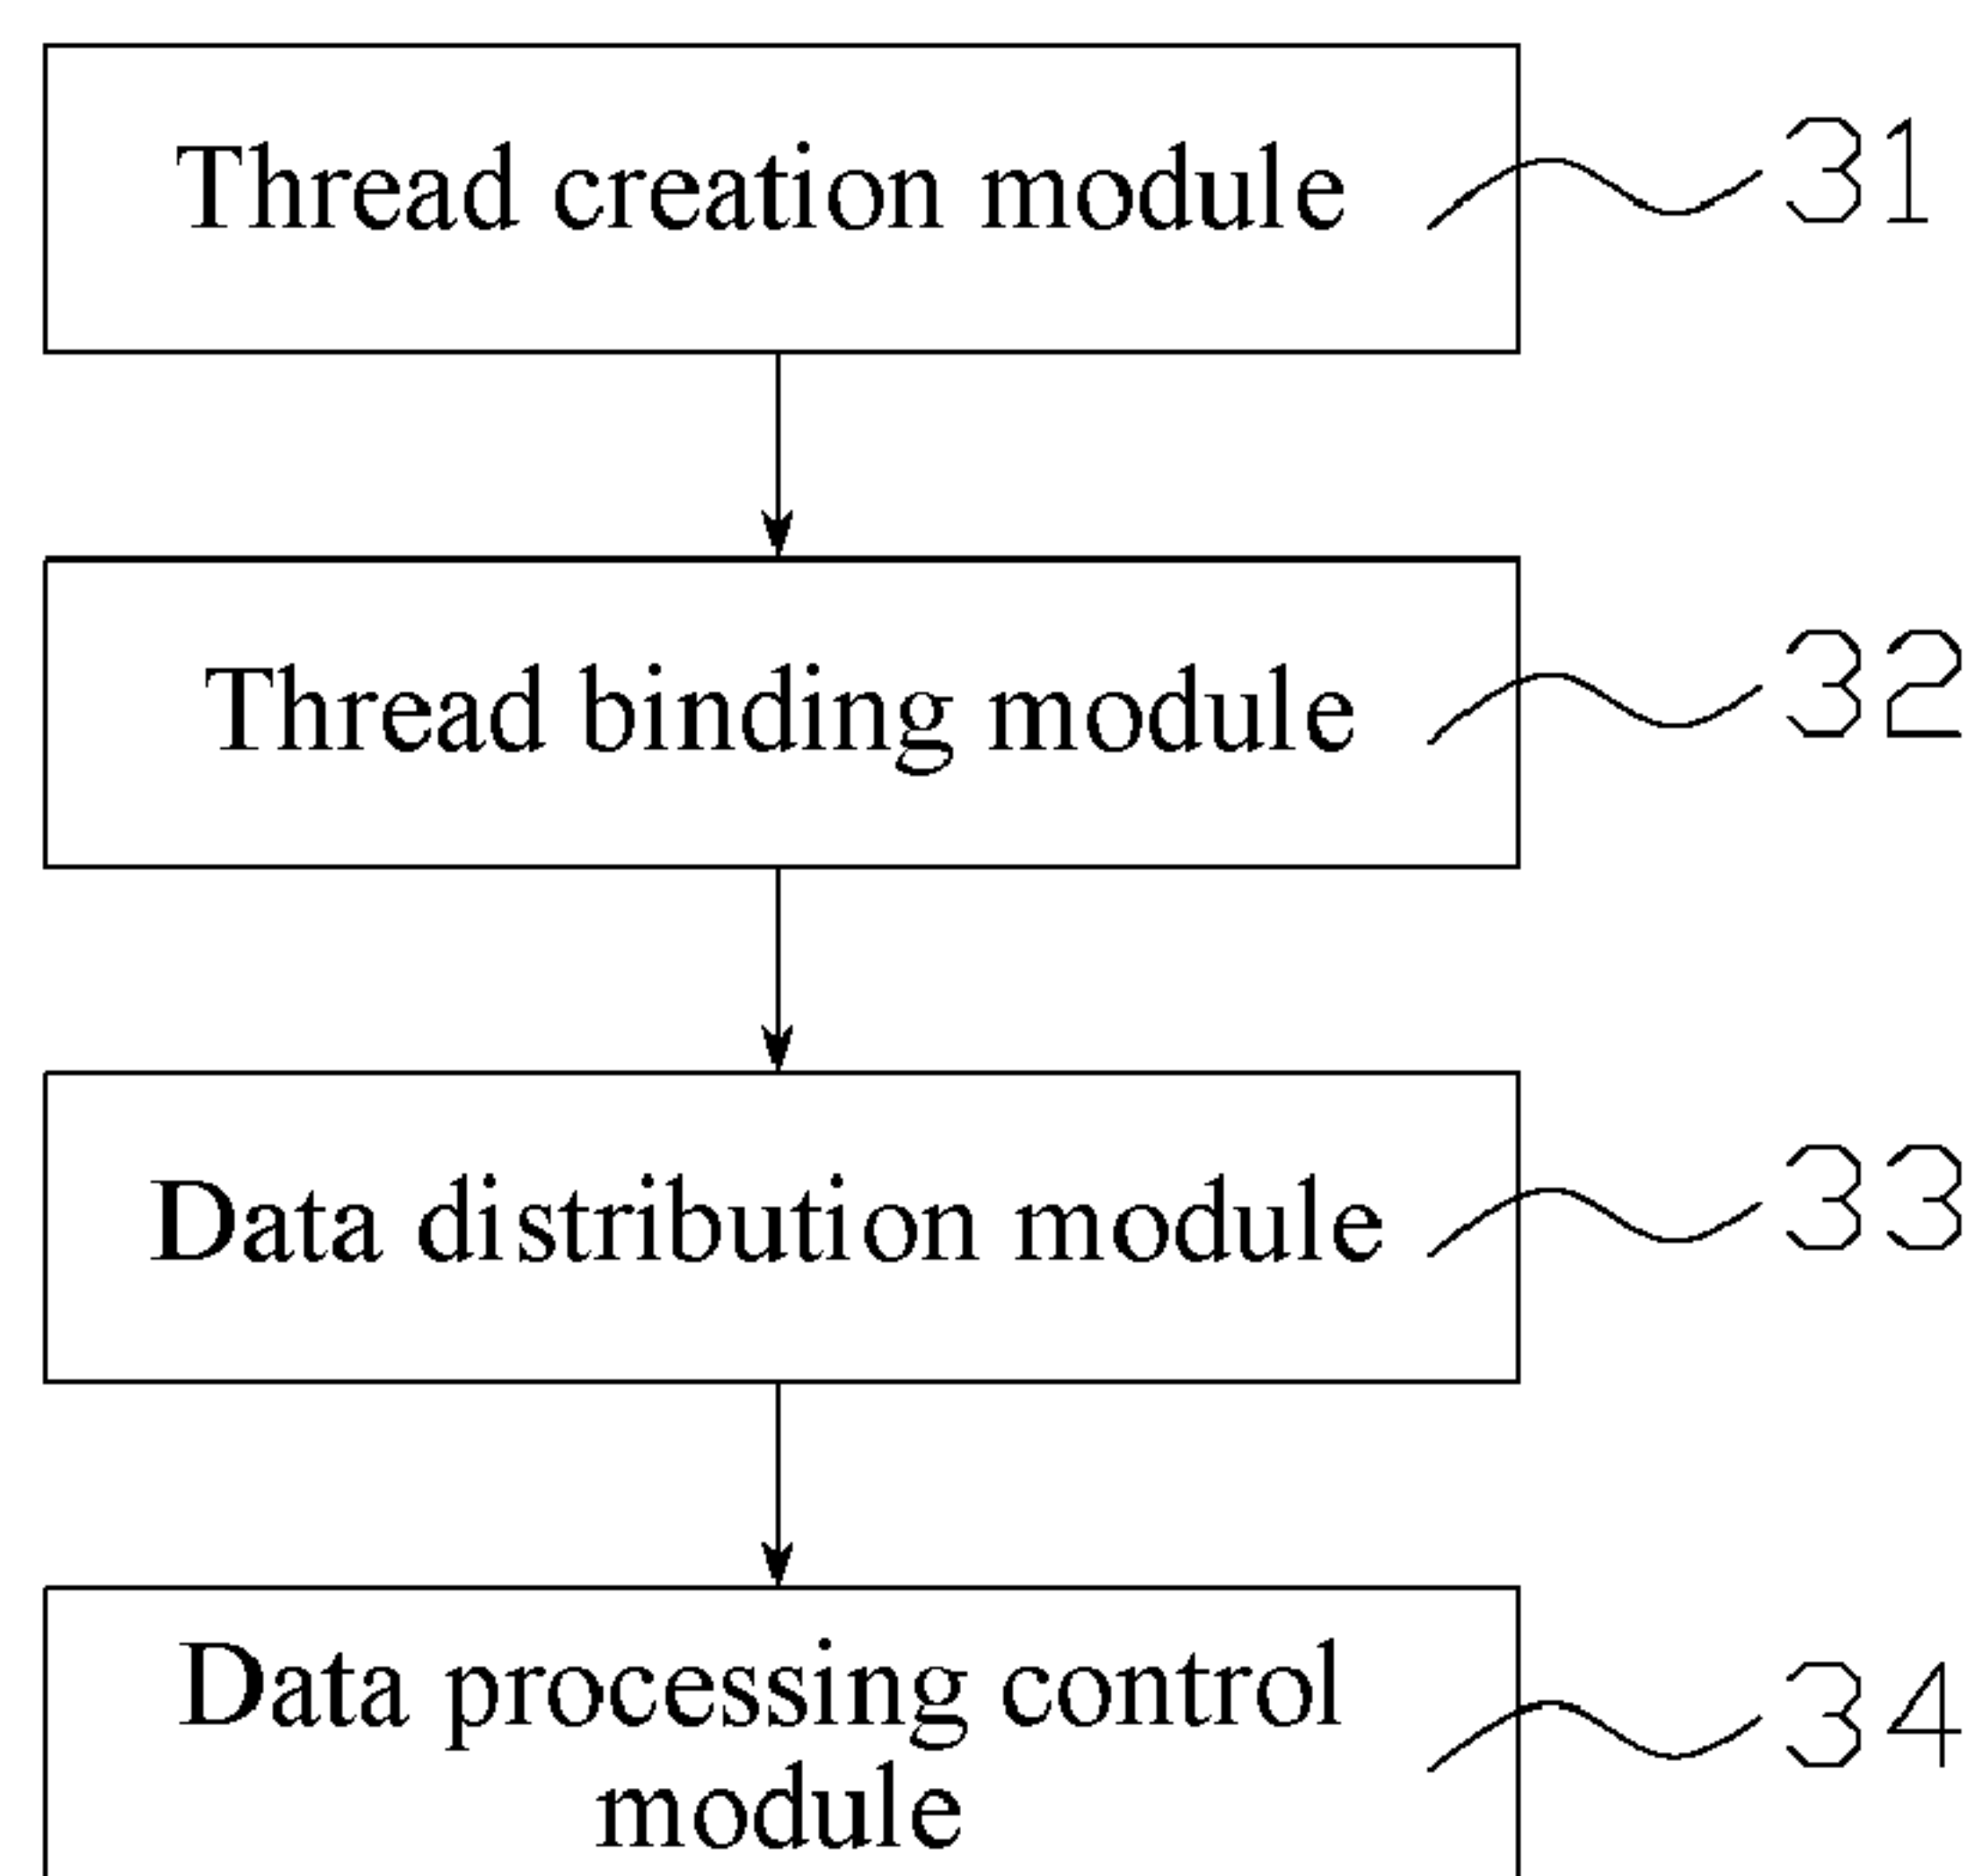 Thread creation module 31
Thread binding module 32
Data distribution module 33
Data processing control 34
module